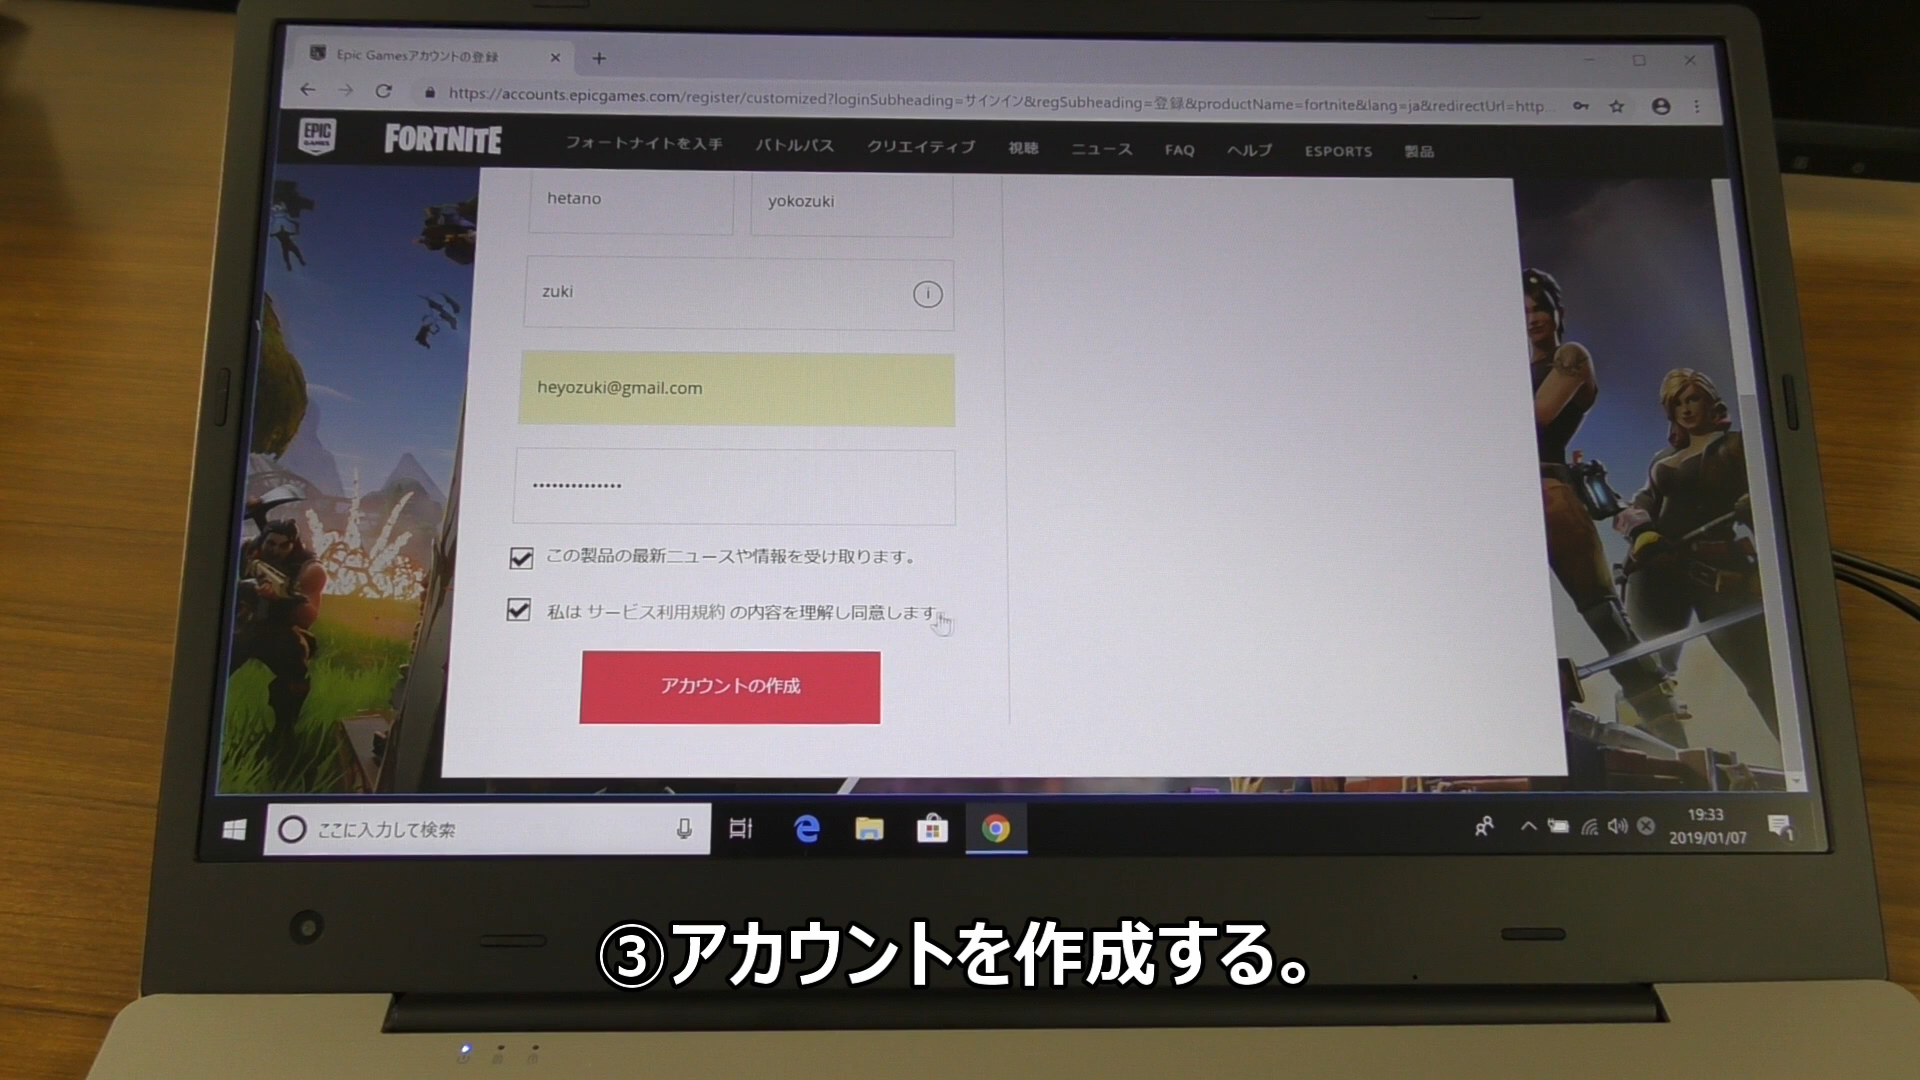 Epic Gamesアカウントの登録
https://accounts.epicgames.com/register/customized?loginSubheading=サインイン&regSubheading=登録&productName=fortnite&lang=ja&redirectUrl=http...
EPIC GAMES
FORTNITE
フォートナイトを入手 バトルパス クリエイティブ 視聴 ニュース FAQ ヘルプ ESPORTS 製品
hetano yokozuki
zuki
heyozuki@gmail.com
••••••••••••••
この製品の最新ニュースや情報を受け取ります。
私は サービス利用規約 の内容を理解し同意します
アカウントの作成
ここに入力して検索
19:33
2019/01/07
1
③アカウントを作成する。